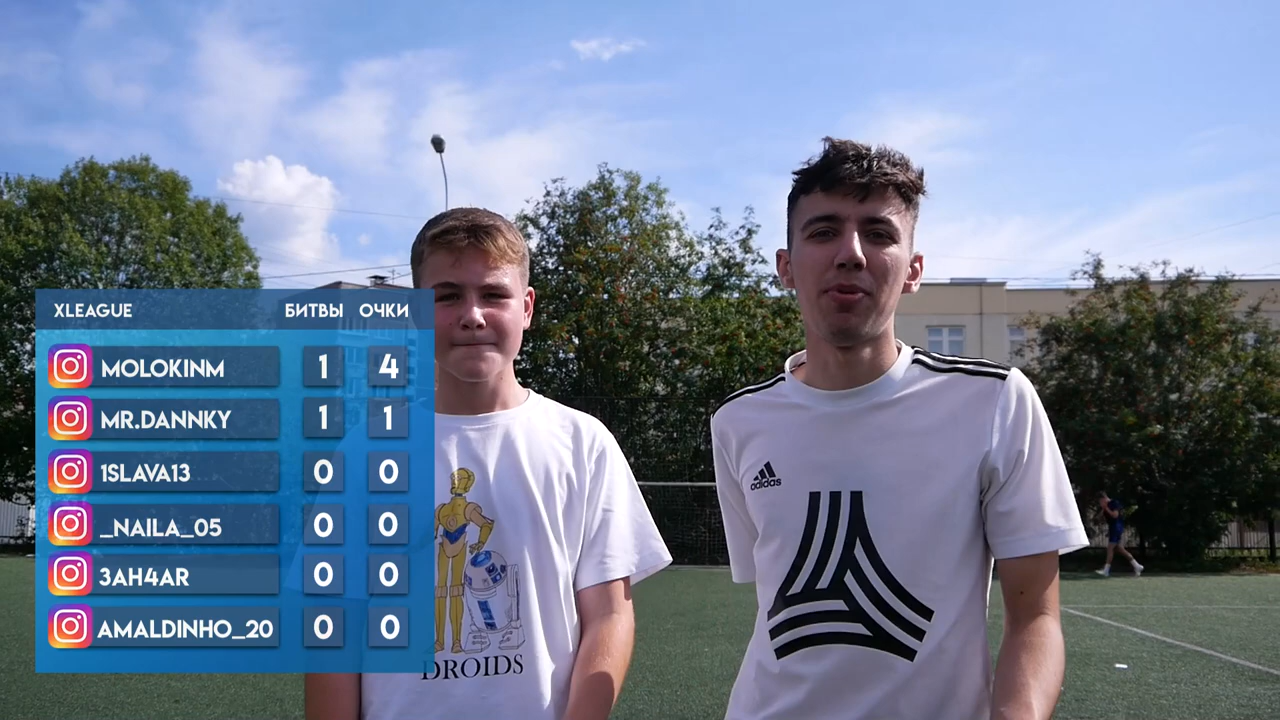 XLEAGUE БИТВЫ ОЧКИ
MOLOKINM 1 4
MR.DANNKY 1 1
1SLAVA13 0 0
_NAILA_05 0 0
3AH4AR 0 0
AMALDINHO_20 0 0
adidas
DROIDS